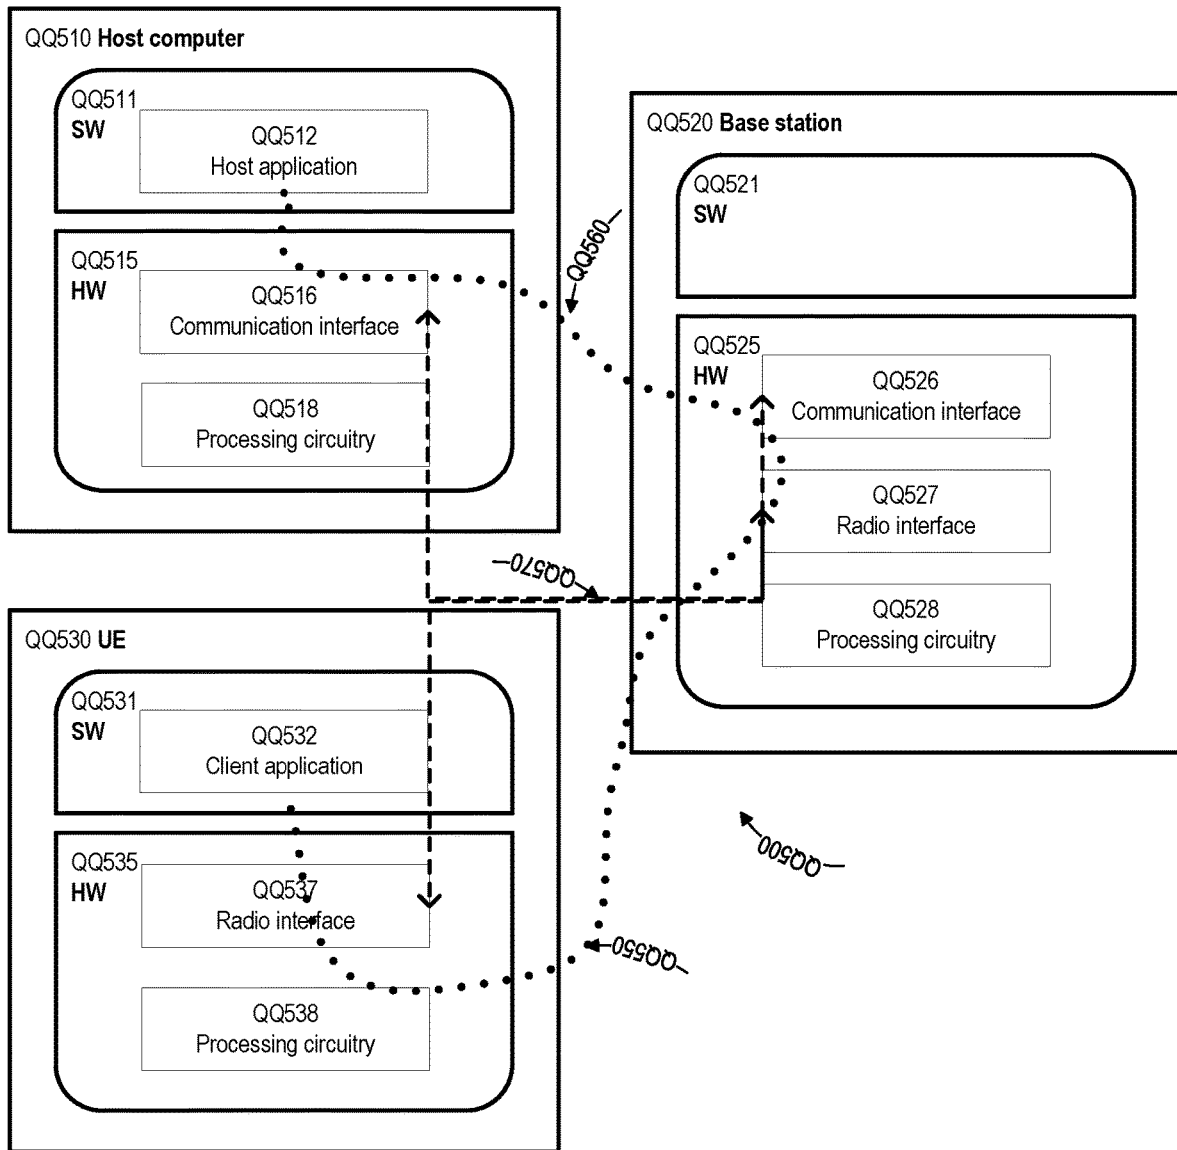 QQ510 Host computer
QQ511
SW
QQ512
Host application
QQ515
HW
QQ516
Communication interface
QQ518
Processing circuitry
QQ520 Base station
QQ521
SW
QQ525
HW
QQ526
Communication interface
QQ527
Radio interface
QQ528
Processing circuitry
QQ560
QQ570
QQ530 UE
QQ531
SW
QQ532
Client application
QQ535
HW
QQ537
Radio interface
QQ538
Processing circuitry
QQ500
QQ550